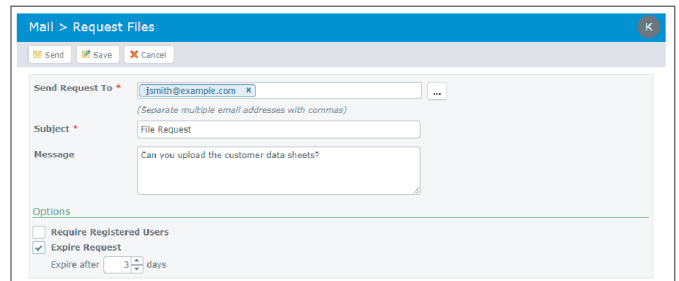 Mail > Request Files
K
Send Save Cancel
Send Request To * jsmith@example.com × ...
(Separate multiple email addresses with commas)
Subject * File Request
Message Can you upload the customer data sheets?
Options
Require Registered Users
Expire Request
Expire after 3 days